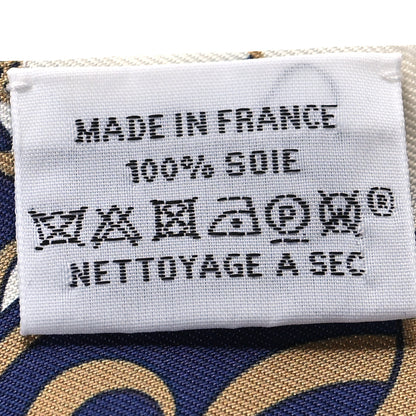 MADE IN FRANCE
100% SOIE
P ®
NETTOYAGE A SEC